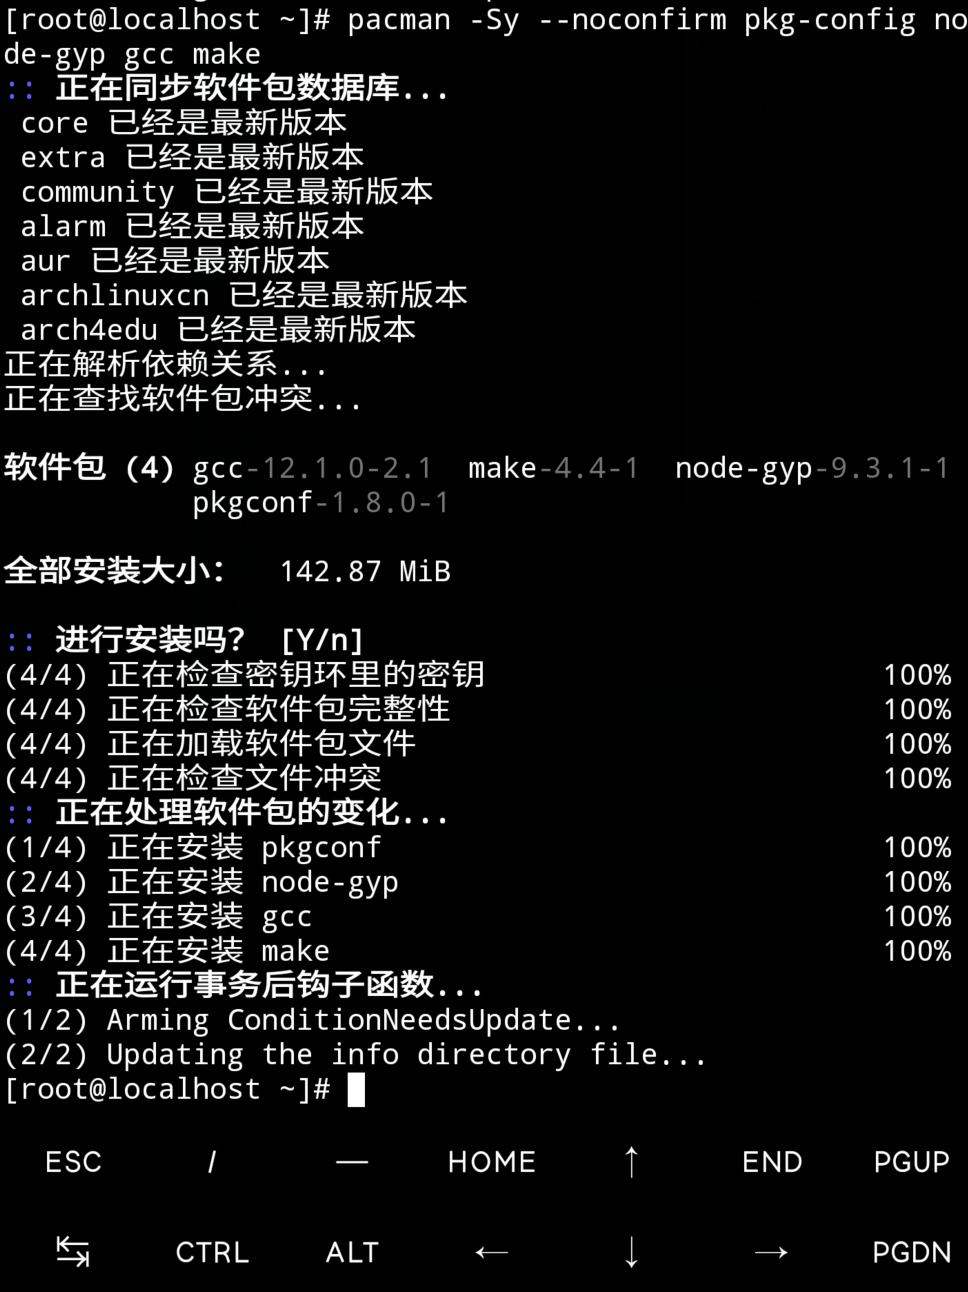 [root@localhost ~]# pacman -Sy --noconfirm pkg-config no
de-gyp gcc make
:: 正在同步软件包数据库...
core 已经是最新版本
extra 已经是最新版本
community 已经是最新版本
alarm 已经是最新版本
aur 已经是最新版本
archlinuxcn 已经是最新版本
arch4edu 已经是最新版本
正在解析依赖关系...
正在查找软件包冲突...
软件包 (4) gcc-12.1.0-2.1 make-4.4-1 node-gyp-9.3.1-1
pkgconf-1.8.0-1
全部安装大小： 142.87 MiB
:: 进行安装吗？ [Y/n]
(4/4) 正在检查密钥环里的密钥 100%
(4/4) 正在检查软件包完整性 100%
(4/4) 正在加载软件包文件 100%
(4/4) 正在检查文件冲突 100%
:: 正在处理软件包的变化...
(1/4) 正在安装 pkgconf 100%
(2/4) 正在安装 node-gyp 100%
(3/4) 正在安装 gcc 100%
(4/4) 正在安装 make 100%
:: 正在运行事务后钩子函数...
(1/2) Arming ConditionNeedsUpdate...
(2/2) Updating the info directory file...
[root@localhost ~]#
ESC / — HOME ↑ END PGUP
↹ CTRL ALT ← ↓ → PGDN